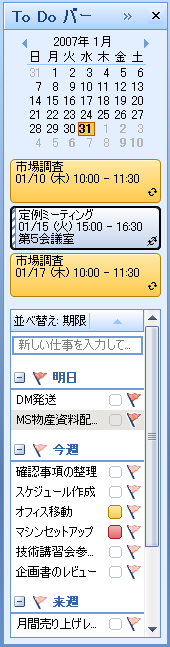 To Do バー
2007年 1月
日 月 火 水 木 金 土
31 1 2 3 4 5 6
7 8 9 10 11 12 13
14 15 16 17 18 19 20
21 22 23 24 25 26 27
28 29 30 31 1 2 3
4 5 6 7 8 9 10
市場調査
01/10 (木) 10:00 - 11:30
定例ミーティング
01/15 (火) 15:00 - 16:30
第5会議室
市場調査
01/17 (木) 10:00 - 11:30
並べ替え: 期限
新しい仕事を入力して...
明日
DM発送
MS物産資料配...
今週
確認事項の整理
スケジュール作成
オフィス移動
マシンセットアップ
技術講習会参...
企画書のレビュー
来週
月間売り上げレ...